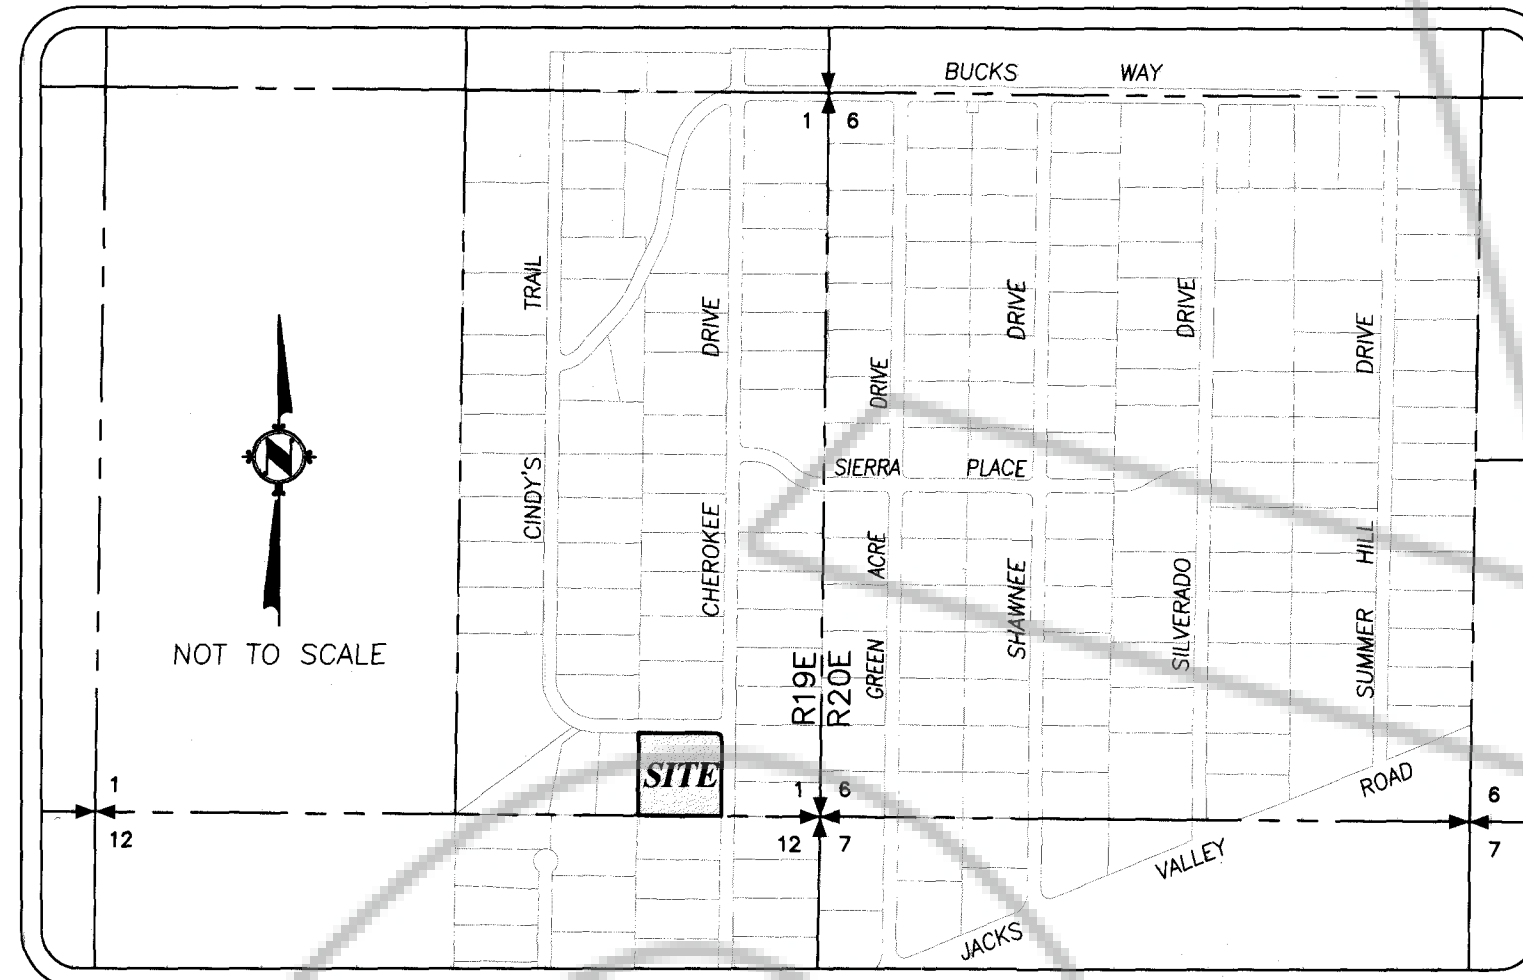 BUCKS WAY
1 6
TRAIL
DRIVE
DRIVE
DRIVE
DRIVE
DRIVE
SIERRA PLACE
CINDY'S
CHEROKEE
ACRE
SHAWNEE
SILVERADO
HILL
N
NOT TO SCALE
R19E
R20E
GREEN
SUMMER
SITE
1
12
1 6
12 7
ROAD
6
7
VALLEY
JACKS